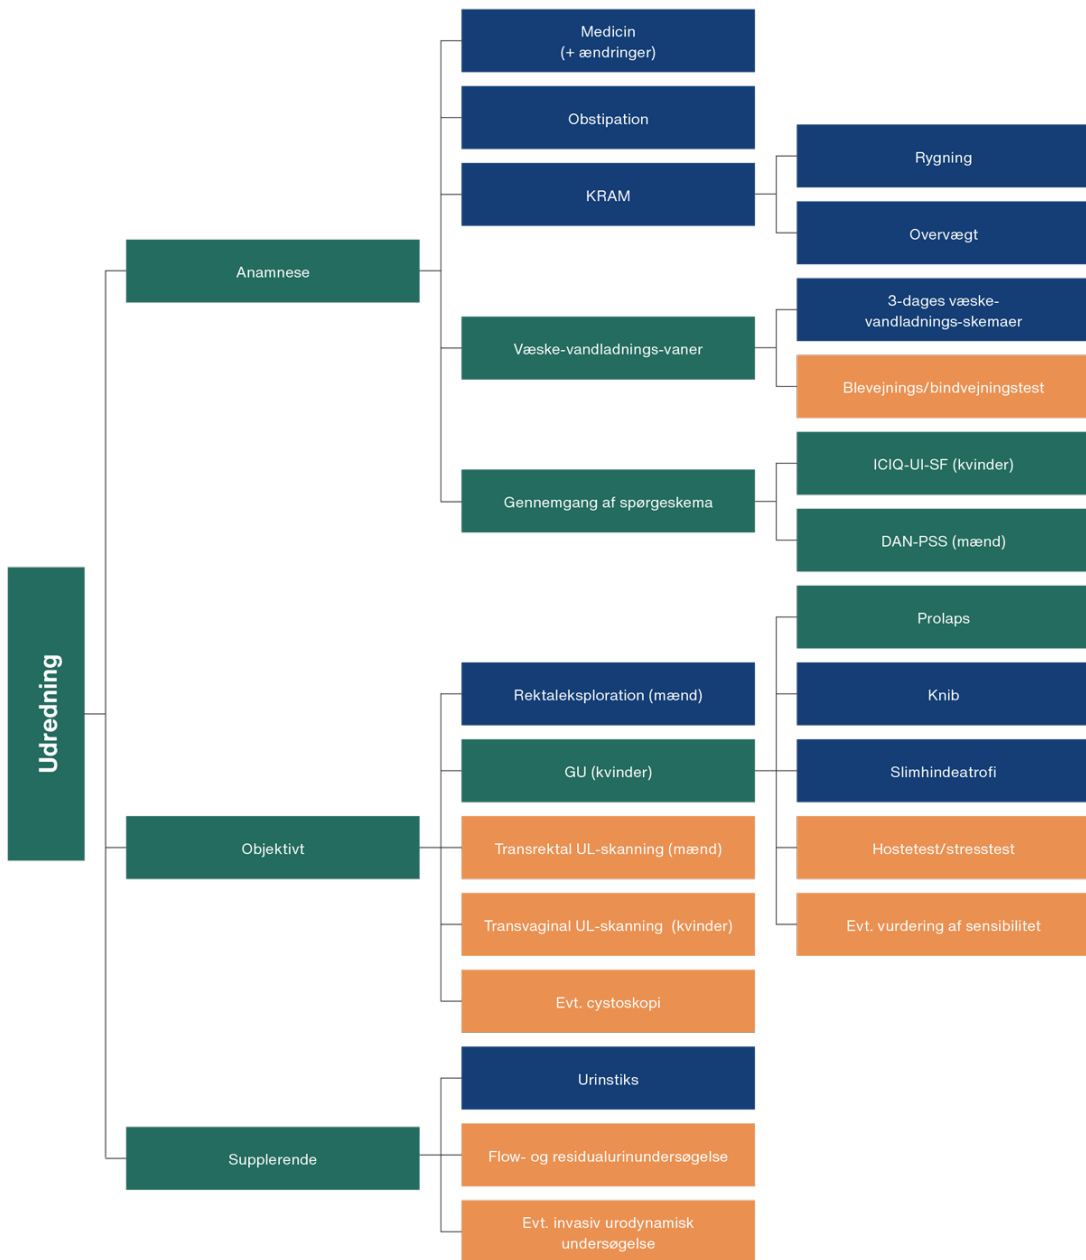 Udredning
Anamnese
Medicin
(+ ændringer)
Obstipation
KRAM
Rygning
Overvægt
Væske-vandladnings-vaner
3-dages væske-
vandladnings-skemaer
Blevejnings/bindvejningstest
Gennemgang af spørgeskema
ICIQ-UI-SF (kvinder)
DAN-PSS (mænd)
Objektivt
Rektaleksploration (mænd)
GU (kvinder)
Prolaps
Knib
Slimhindeatrofi
Hostetest/stresstest
Evt. vurdering af sensibilitet
Transrektal UL-skanning (mænd)
Transvaginal UL-skanning (kvinder)
Evt. cystoskopi
Supplerende
Urinstiks
Flow- og residualurinundersøgelse
Evt. invasiv urodynamisk
undersøgelse